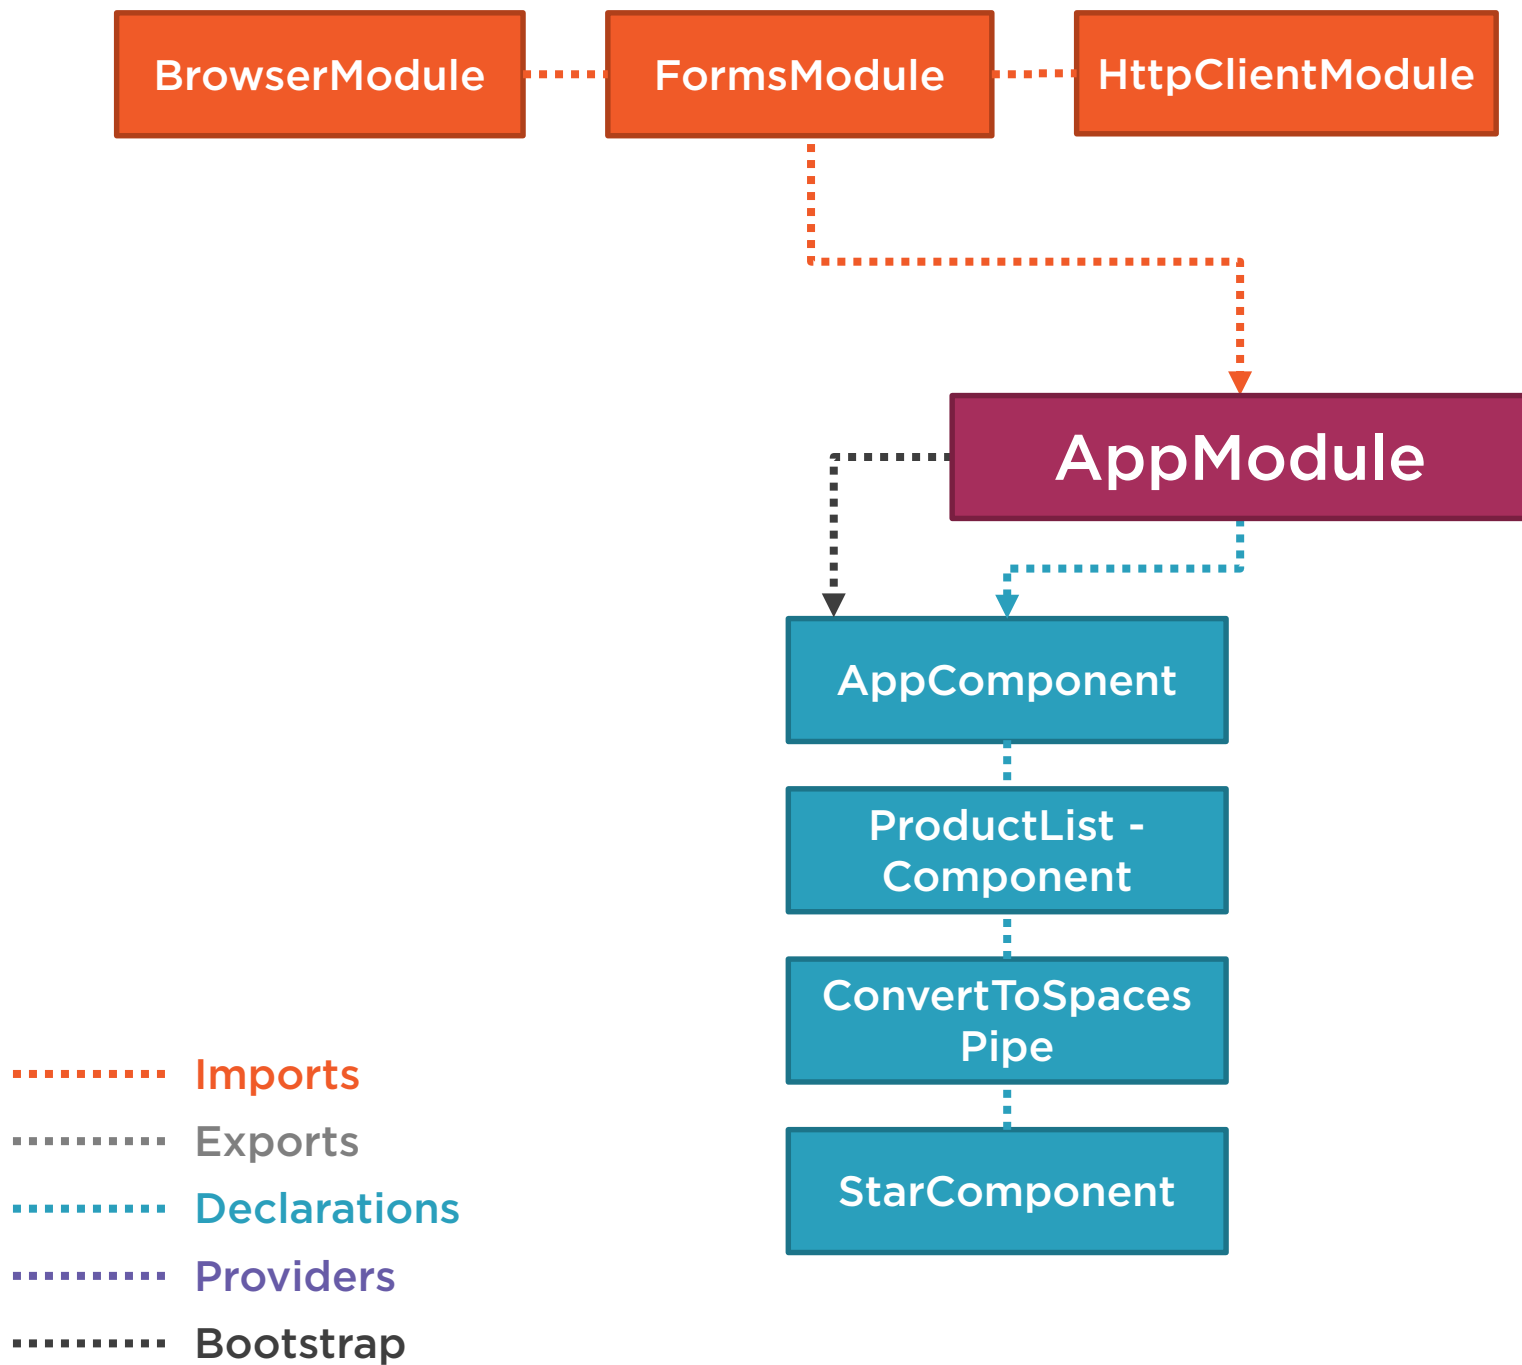 BrowserModule
FormsModule
HttpClientModule
AppModule
AppComponent
ProductList -
Component
ConvertToSpaces
Pipe
StarComponent
Imports
Exports
Declarations
Providers
Bootstrap